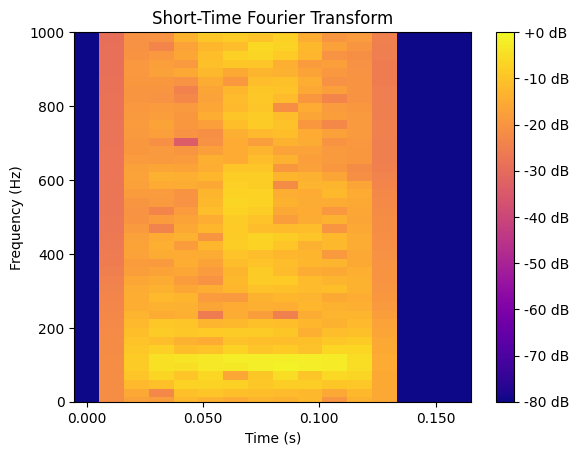 Short-Time Fourier Transform
1000
800
600
400
200
0
Frequency (Hz)
0.000
0.050
0.100
0.150
Time (s)
+0 dB
-10 dB
-20 dB
-30 dB
-40 dB
-50 dB
-60 dB
-70 dB
-80 dB